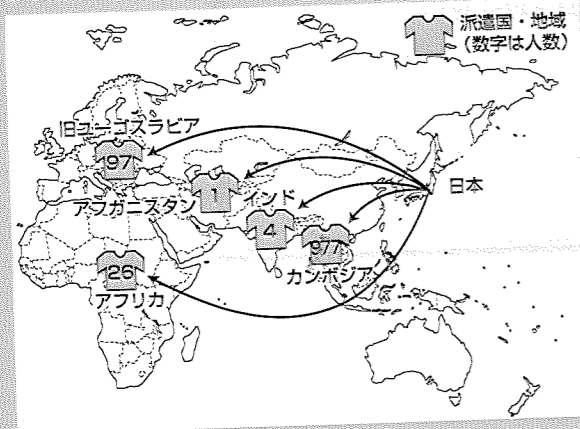 派遣国・地域
(数字は人数)
旧ユーゴスラビア
97
アフガニスタン
1
インド
4
977
カンボジア
日本
26
アフリカ